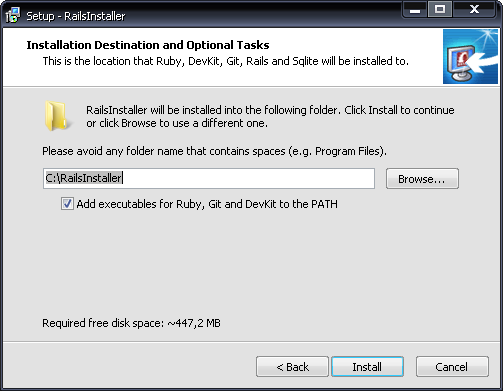 Setup - RailsInstaller
Installation Destination and Optional Tasks
This is the location that Ruby, DevKit, Git, Rails and Sqlite will be installed to.
RailsInstaller will be installed into the following folder. Click Install to continue
or click Browse to use a different one.
Please avoid any folder name that contains spaces (e.g. Program Files).
C:\RailsInstaller
Browse...
Add executables for Ruby, Git and DevKit to the PATH
Required free disk space: ~447,2 MB
< Back
Install
Cancel